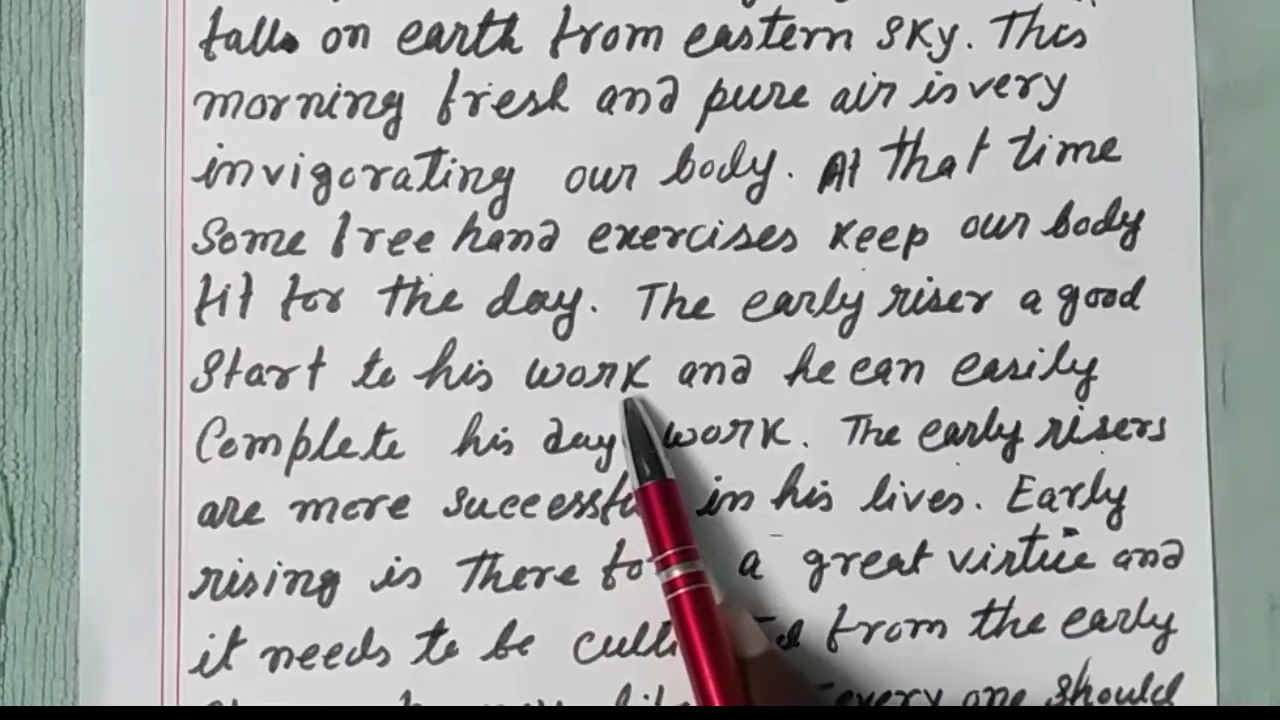 falls on earth from eastern sky. This
morning fresh and pure air is very
invigorating our body. At that time
Some free hand exercises keep our body
fit for the day. The early riser a good
Start to his work and he can easily
Complete his day work. The early risers
are more in his lives. Early
rising is There a great virtue and
it needs to be from the early
every one should